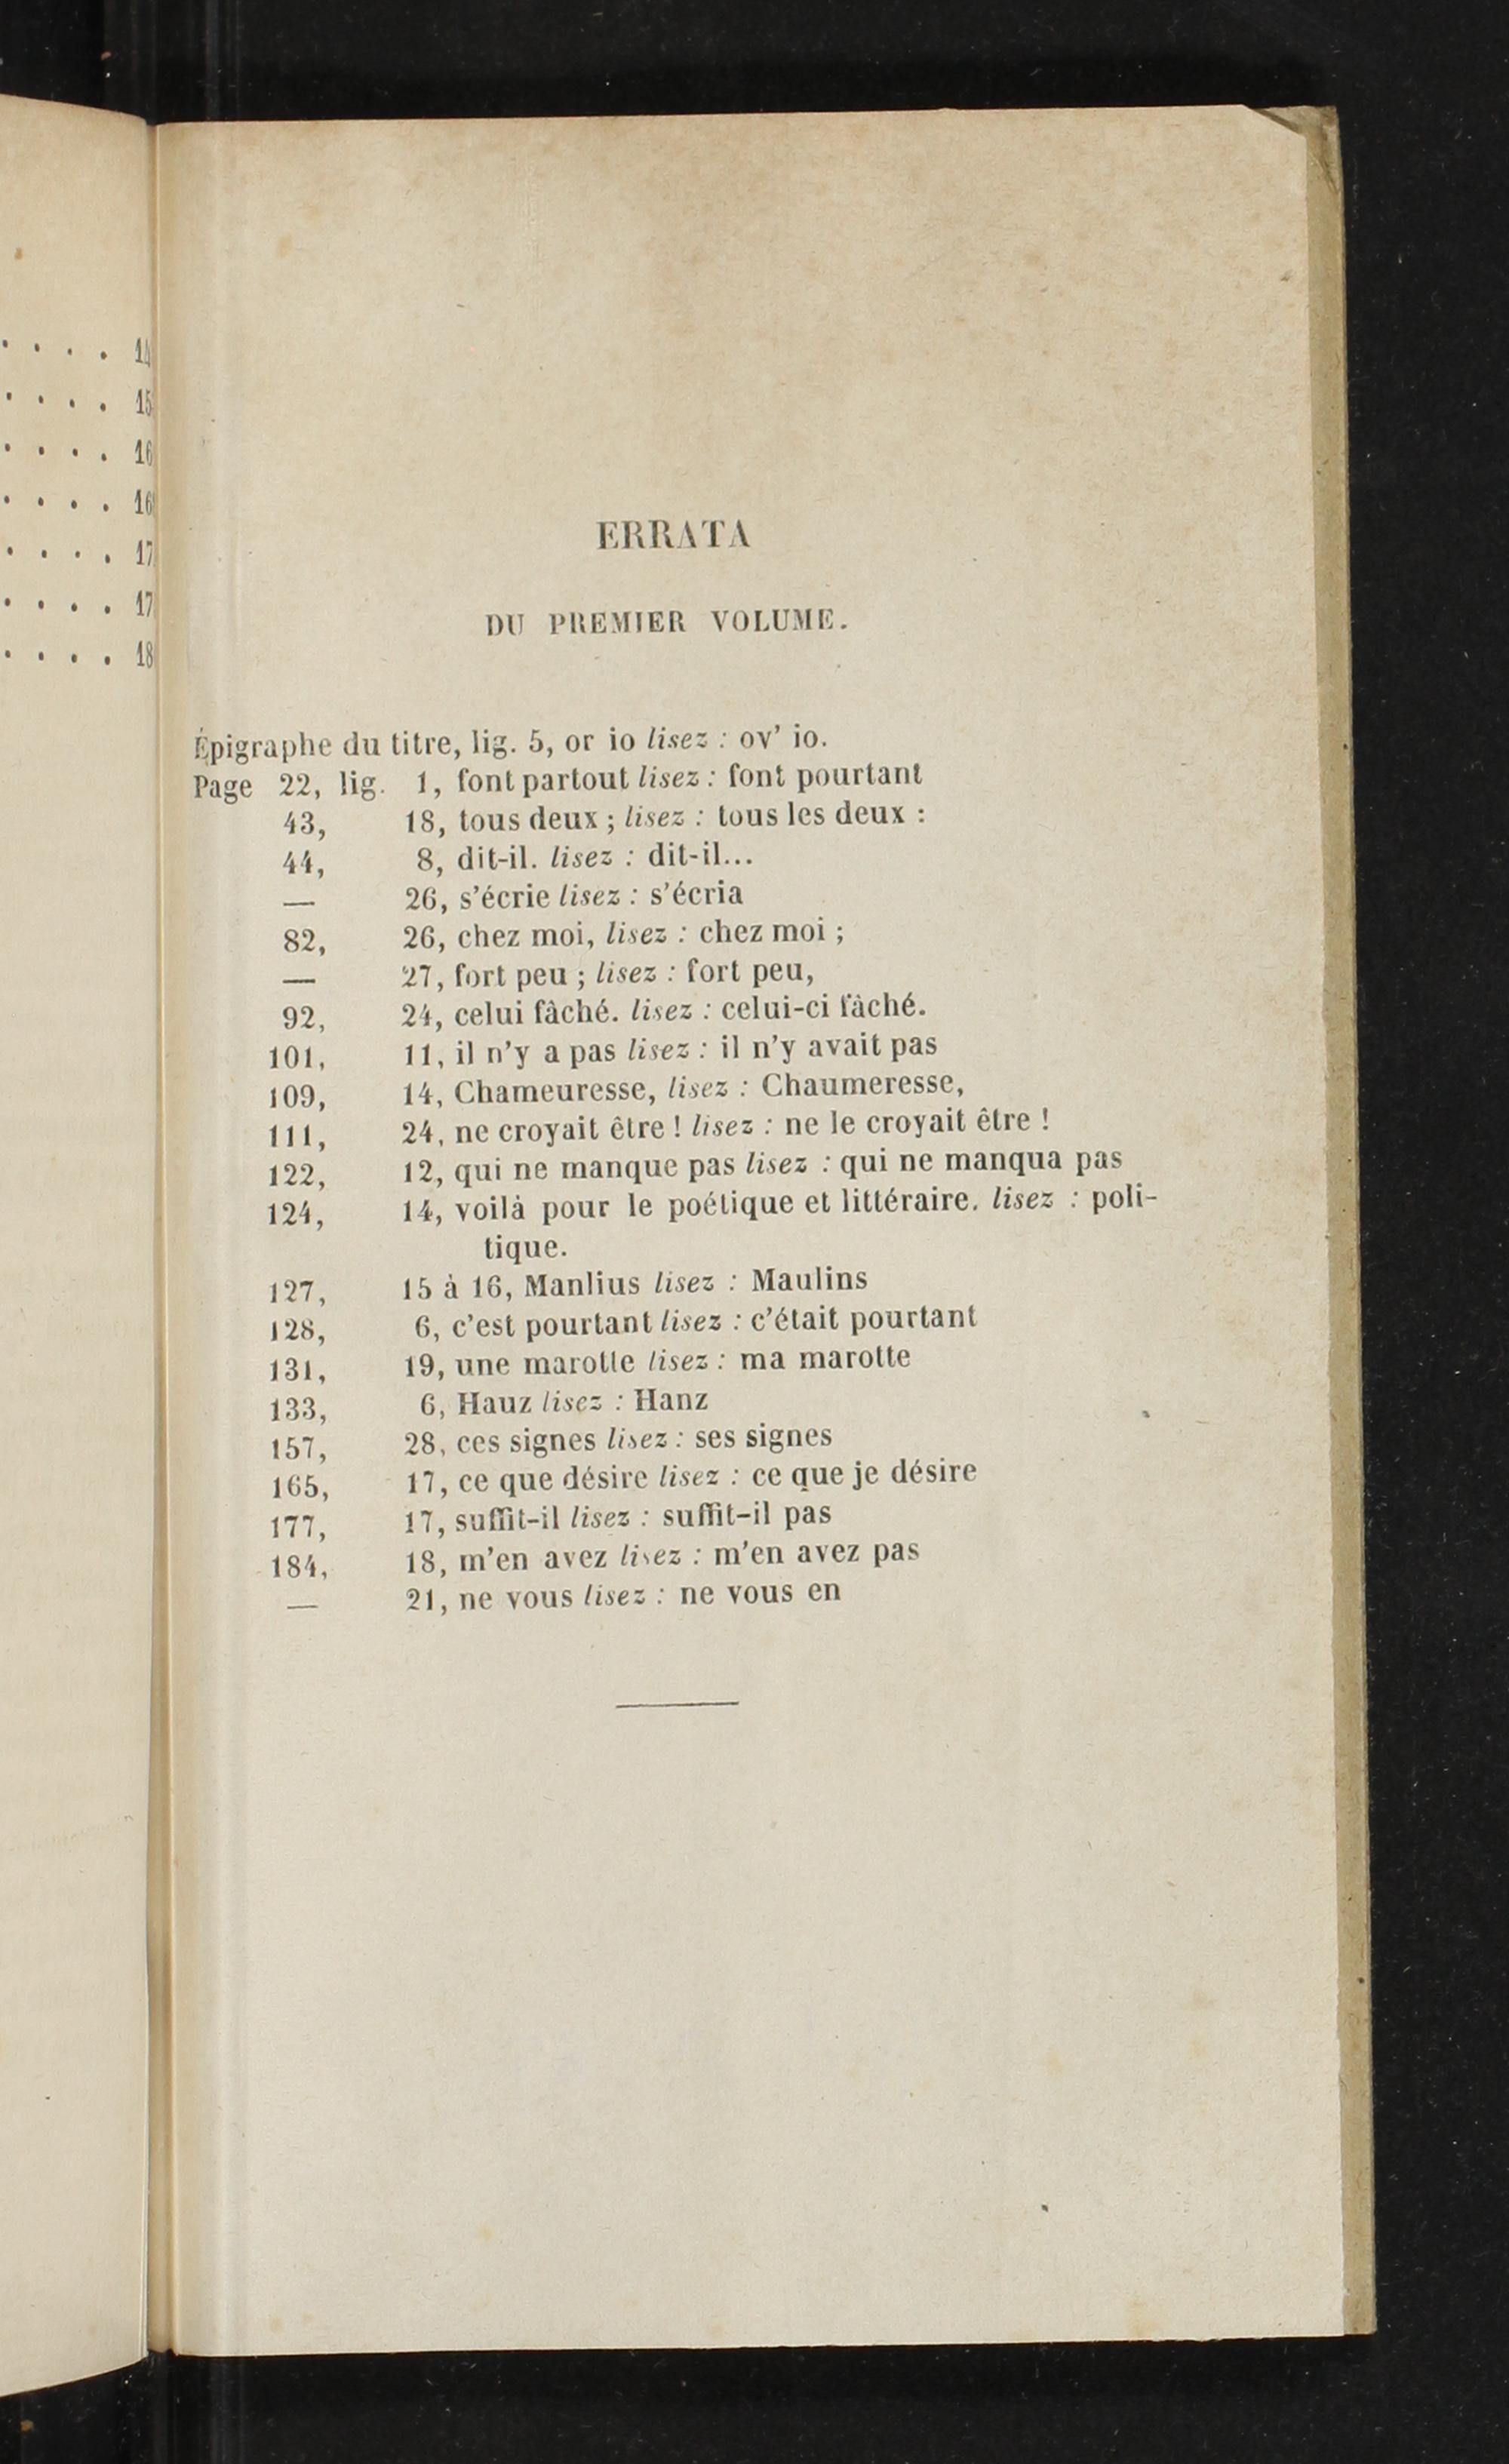 ERRATA
DU PREMIER VOLUME.
Épigraphe du titre, lig. 5, or io lisez : ov' io.
Page 22, lig. 1, font partout lisez : font pourtant
43, 18, tous deux ; lisez : tous les deux :
44, 8, dit-il. lisez : dit-il...
— 26, s'écrie lisez : s'écria
82, 26, chez moi, lisez : chez moi ;
— 27, fort peu ; lisez : fort peu,
92, 24, celui fâché. lisez : celui-ci fâché.
101, 11, il n'y a pas lisez : il n'y avait pas
109, 14, Chameuresse, lisez : Chaumeresse,
111, 24, ne croyait être ! lisez : ne le croyait être !
122, 12, qui ne manque pas lisez : qui ne manqua pas
124, 14, voilà pour le poétique et littéraire. lisez : poli-
tique.
127, 15 à 16, Manlius lisez : Maulins
128, 6, c'est pourtant lisez : c'était pourtant
131, 19, une marotte lisez : ma marotte
133, 6, Hauz lisez : Hanz
157, 28, ces signes lisez : ses signes
165, 17, ce que désire lisez : ce que je désire
177, 17, suffit-il lisez : suffit-il pas
184, 18, m'en avez lisez : m'en avez pas
— 21, ne vous lisez : ne vous en